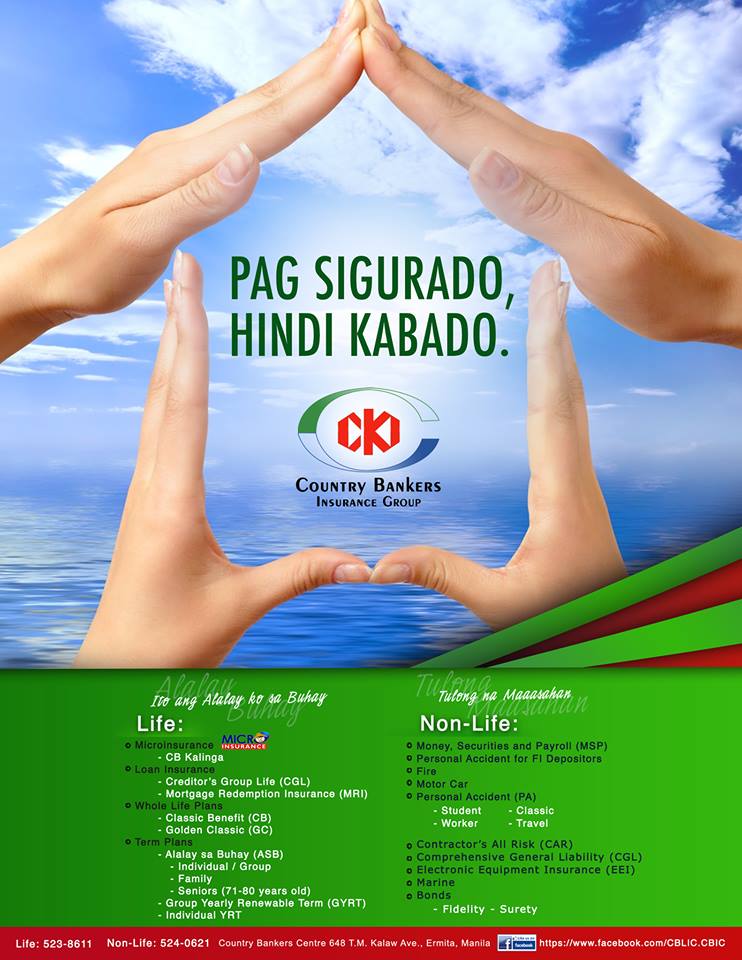 PAG SIGURADO,
HINDI KABADO.
CKI
COUNTRY BANKERS
INSURANCE GROUP
Alalay Buhay
Ito ang Alalay ko sa Buhay
Life:
Microinsurance MICRO INSURANCE
- CB Kalinga
Loan Insurance
- Creditor's Group Life (CGL)
- Mortgage Redemption Insurance (MRI)
Whole Life Plans
- Classic Benefit (CB)
- Golden Classic (GC)
Term Plans
- Alalay sa Buhay (ASB)
- Individual / Group
- Family
- Seniors (71-80 years old)
- Group Yearly Renewable Term (GYRT)
- Individual YRT
Tulong Maaasahan
Tulong na Maaasahan
Non-Life:
Money, Securities and Payroll (MSP)
Personal Accident for FI Depositors
Fire
Motor Car
Personal Accident (PA)
- Student - Classic
- Worker - Travel
Contractor's All Risk (CAR)
Comprehensive General Liability (CGL)
Electronic Equipment Insurance (EEI)
Marine
Bonds
- Fidelity - Surety
Life: 523-8611 Non-Life: 524-0621 Country Bankers Centre 648 T.M. Kalaw Ave., Ermita, Manila facebook https://www.facebook.com/CBLIC.CBIC